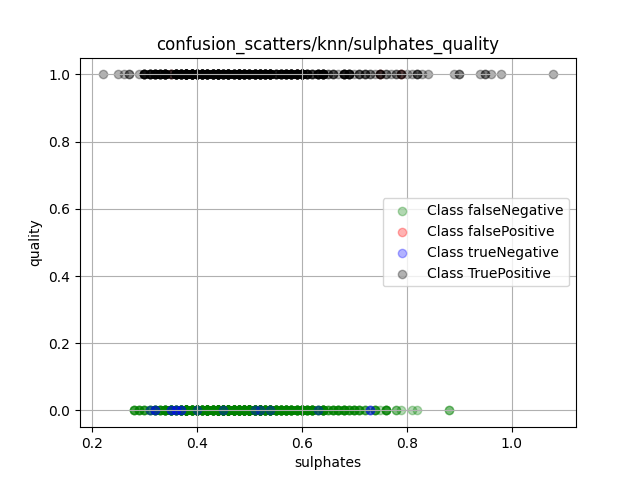 confusion_scatters/knn/sulphates_quality
1.0
0.8
0.6
0.4
0.2
0.0
quality
Class falseNegative
Class falsePositive
Class trueNegative
Class TruePositive
0.2 0.4 0.6 0.8 1.0
sulphates